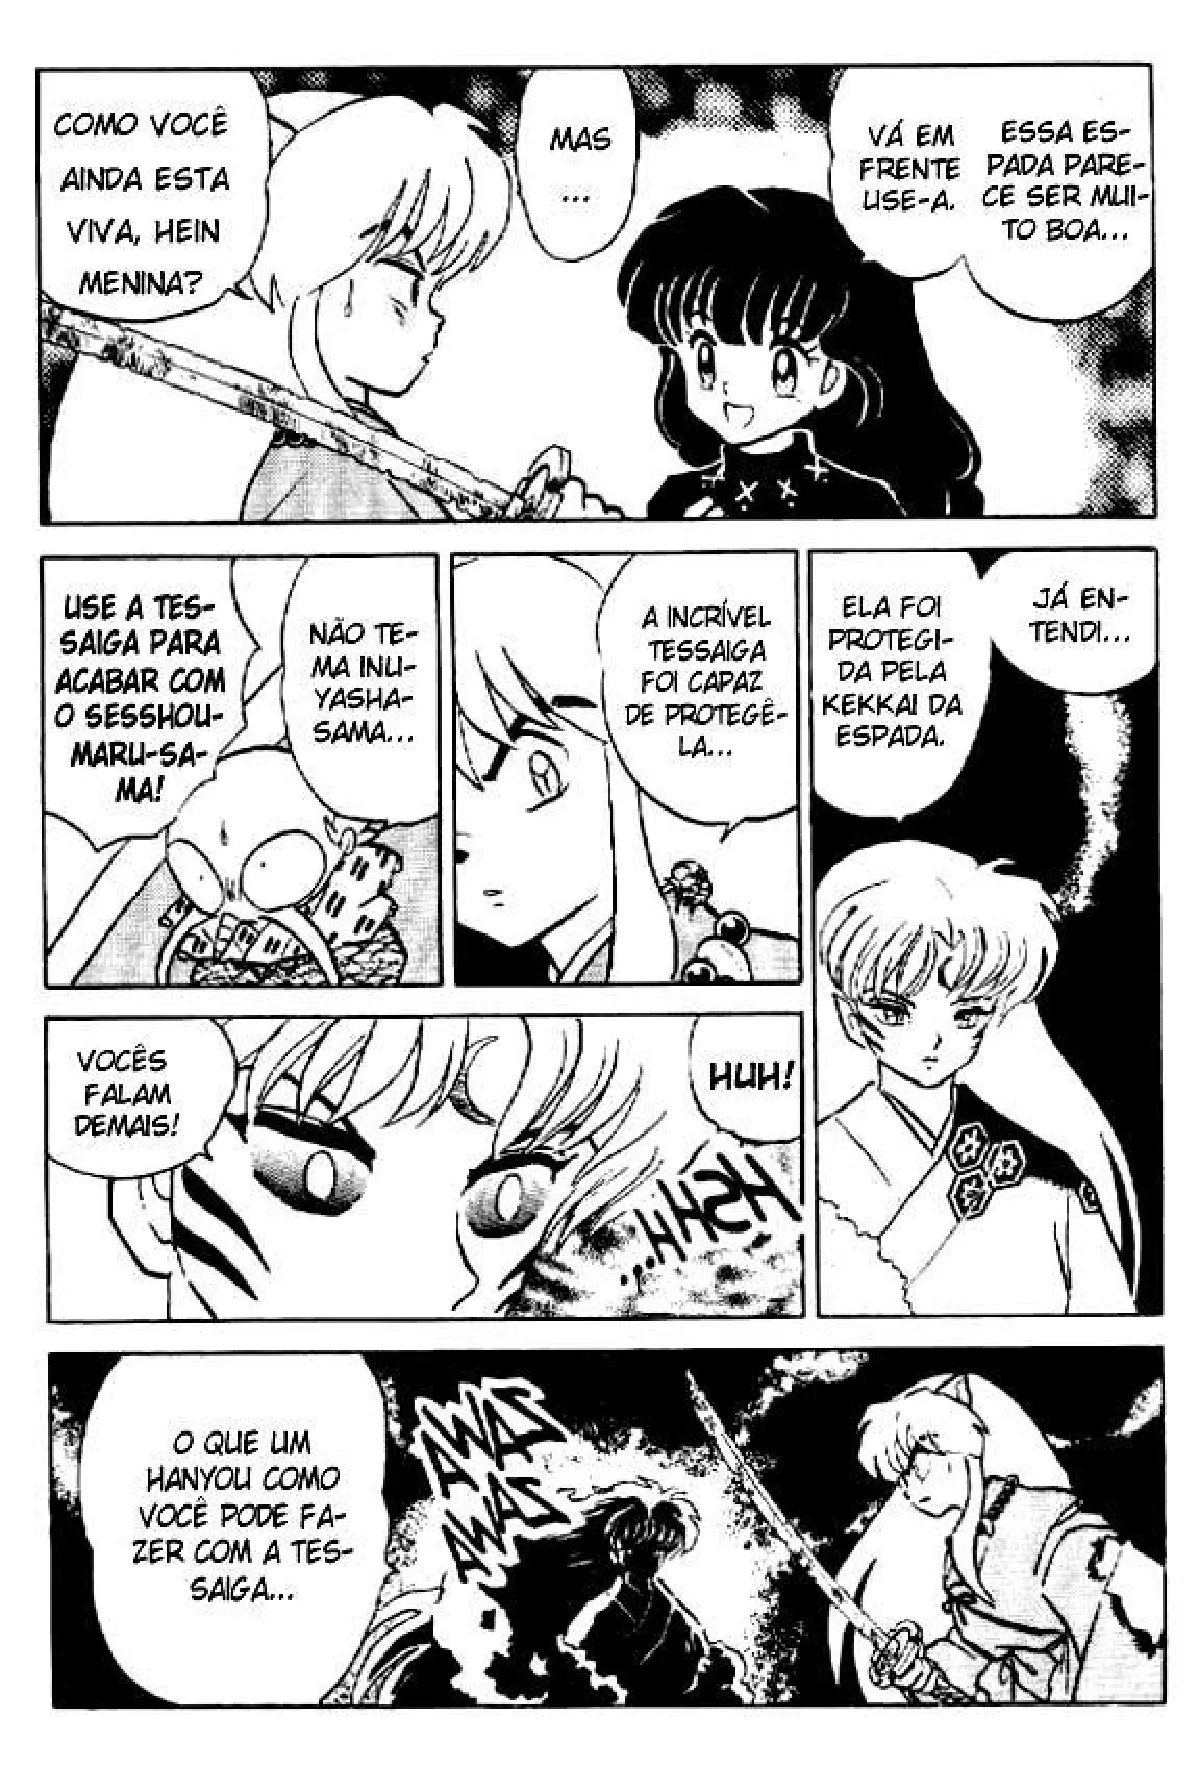 ESSA ES-
PADA PARE-
CE SER MUI-
TO BOA...
VÁ EM
FRENTE
USE-A.
MAS
...
COMO VOCÊ
AINDA ESTA
VIVA, HEIN
MENINA?
JÁ EN-
TENDI...
ELA FOI
PROTEGI-
DA PELA
KEKKAI DA
ESPADA.
A INCRÍVEL
TESSAIGA
FOI CAPAZ
DE PROTEGÊ-
LA...
NÃO TE-
MA INU-
YASHA-
SAMA...
USE A TES-
SAIGA PARA
ACABAR COM
O SESSHOU-
MARU-SA-
MA!
HUH!
HSHH...
VOCÊS
FALAM
DEMAIS!
AWAS
AWAS
O QUE UM
HANYOU COMO
VOCÊ PODE FA-
ZER COM A TES-
SAIGA...